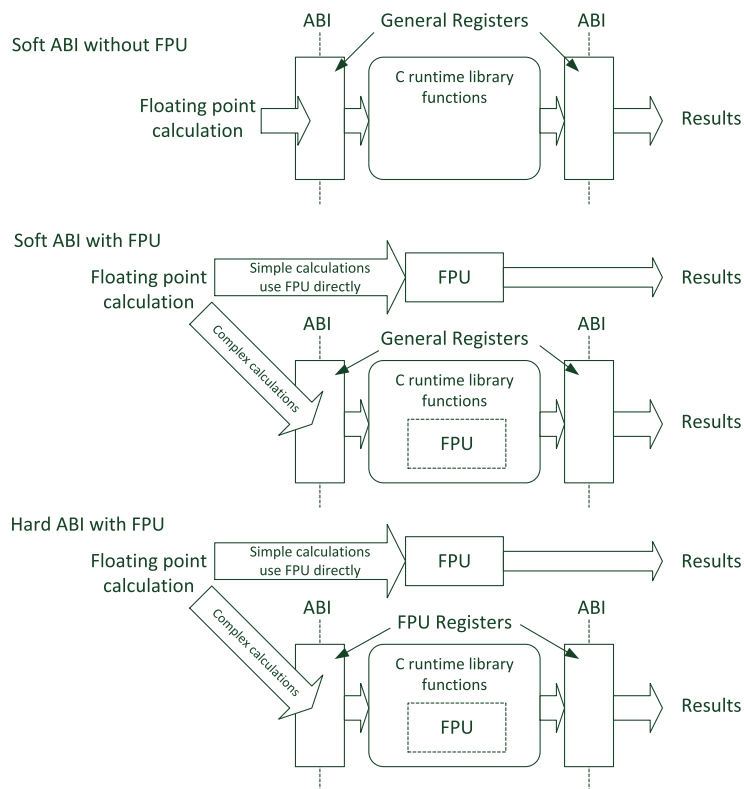 ABI
General Registers
ABI
Soft ABI without FPU
C runtime library
functions
Floating point
calculation
Results
Soft ABI with FPU
Floating point
calculation
Simple calculations
use FPU directly
FPU
Results
Complex calculations
ABI
General Registers
ABI
C runtime library
functions
FPU
Results
Hard ABI with FPU
Floating point
calculation
Simple calculations
use FPU directly
FPU
Results
Complex calculations
ABI
FPU Registers
ABI
C runtime library
functions
FPU
Results